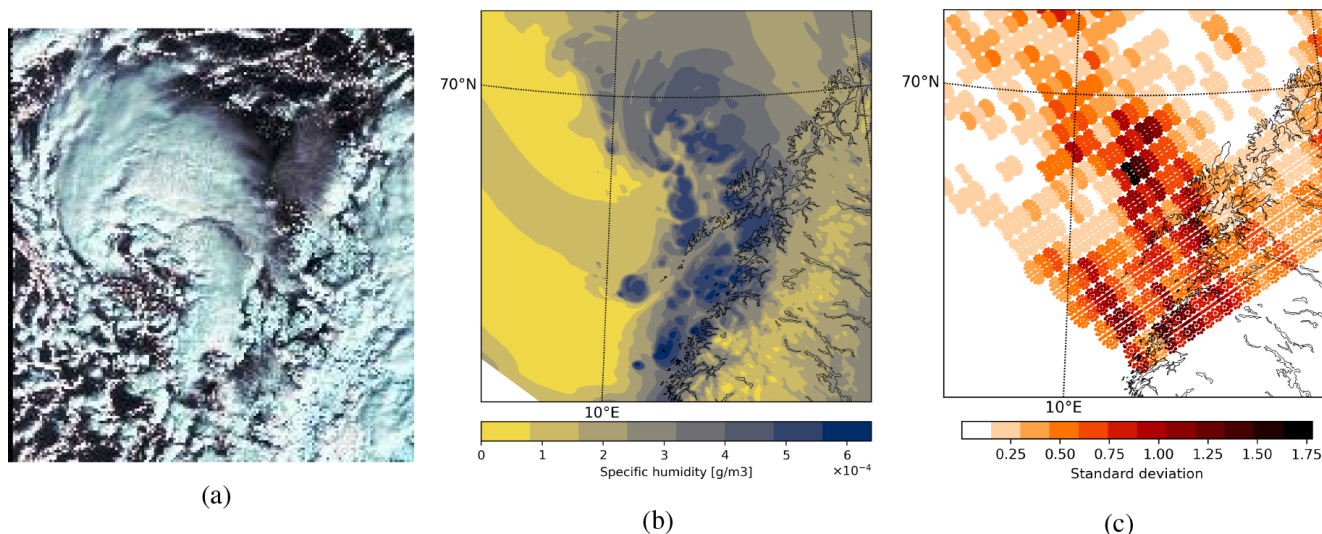 70°N
10°E
0 1 2 3 4 5 6
×10⁻⁴
Specific humidity [g/m3]
70°N
10°E
0.25 0.50 0.75 1.00 1.25 1.50 1.75
Standard deviation
(a)
(b)
(c)